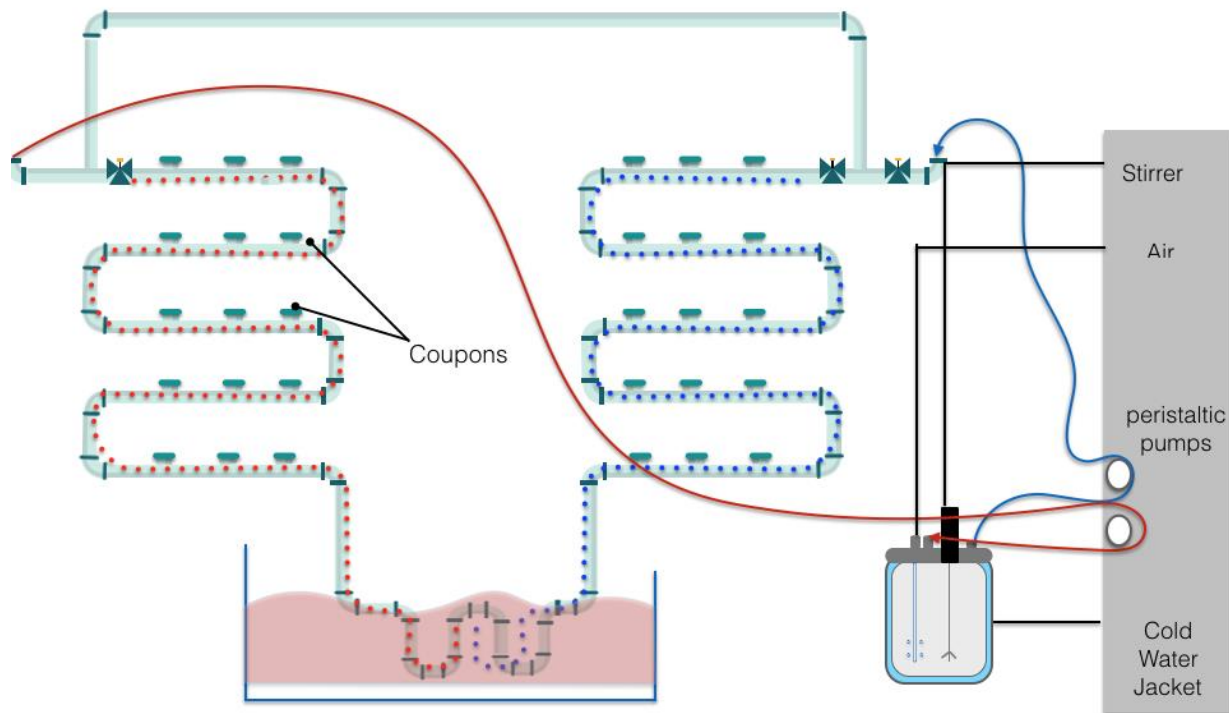 Stirrer
Air
Coupons
peristaltic
pumps
Cold
Water
Jacket